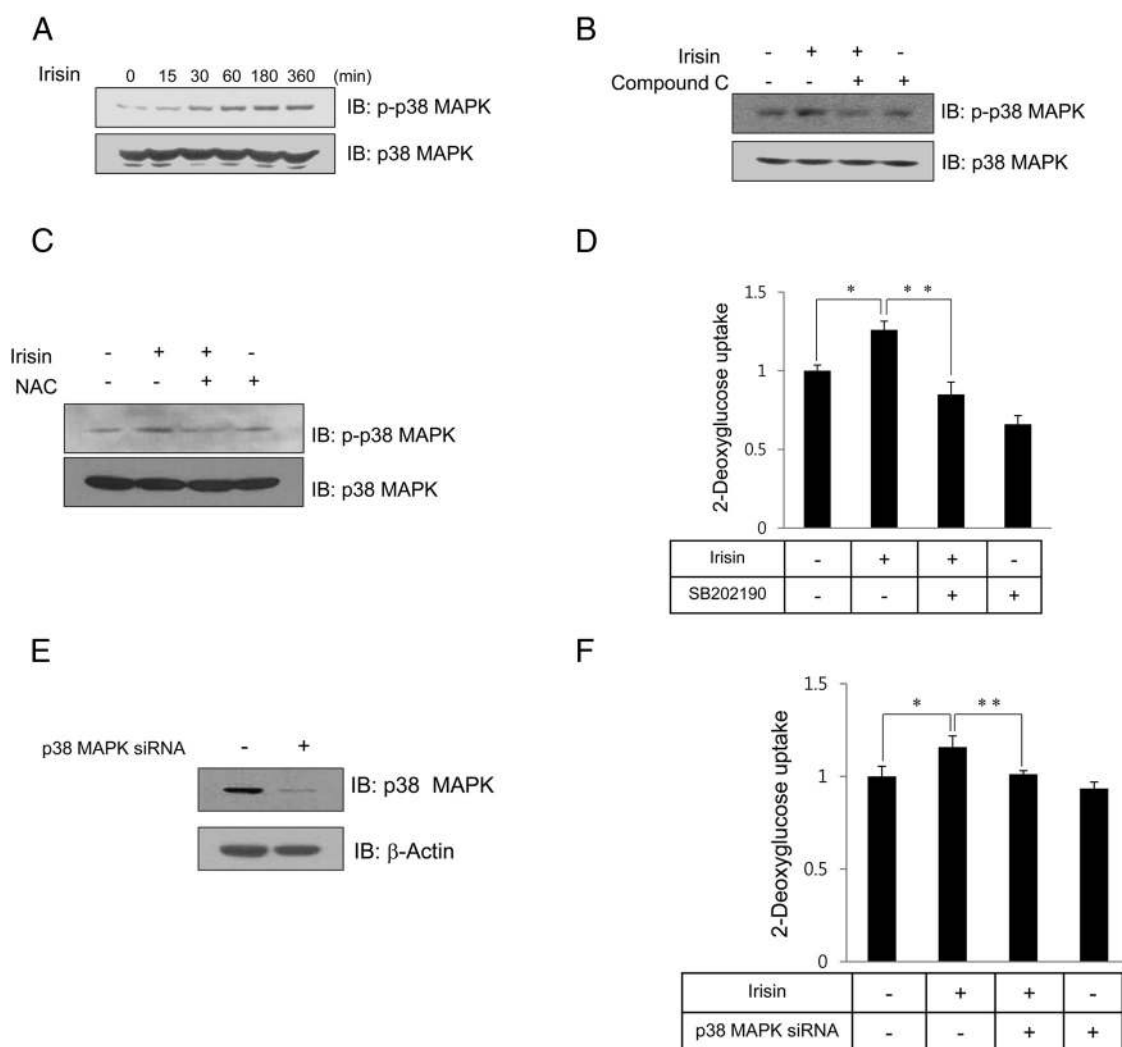 A
Irisin 0 15 30 60 180 360 (min)
IB: p-p38 MAPK
IB: p38 MAPK
B
Irisin - + + -
Compound C - - + +
IB: p-p38 MAPK
IB: p38 MAPK
C
Irisin - + + -
NAC - - + +
IB: p-p38 MAPK
IB: p38 MAPK
D
2-Deoxyglucose uptake
1.5
1
0.5
0
* **
Irisin - + + -
SB202190 - - + +
E
p38 MAPK siRNA - +
IB: p38 MAPK
IB: β-Actin
F
2-Deoxyglucose uptake
1.5
1
0.5
0
* **
Irisin - + + -
p38 MAPK siRNA - - + +